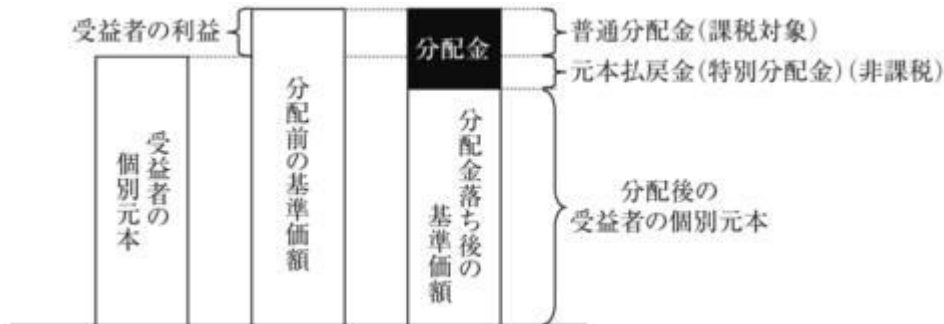 受益者の利益
受益者の
個別元本
分配前の基準価額
分配金
分配金落ち後の
基準価額
普通分配金(課税対象)
元本払戻金(特別分配金)(非課税)
分配後の
受益者の個別元本